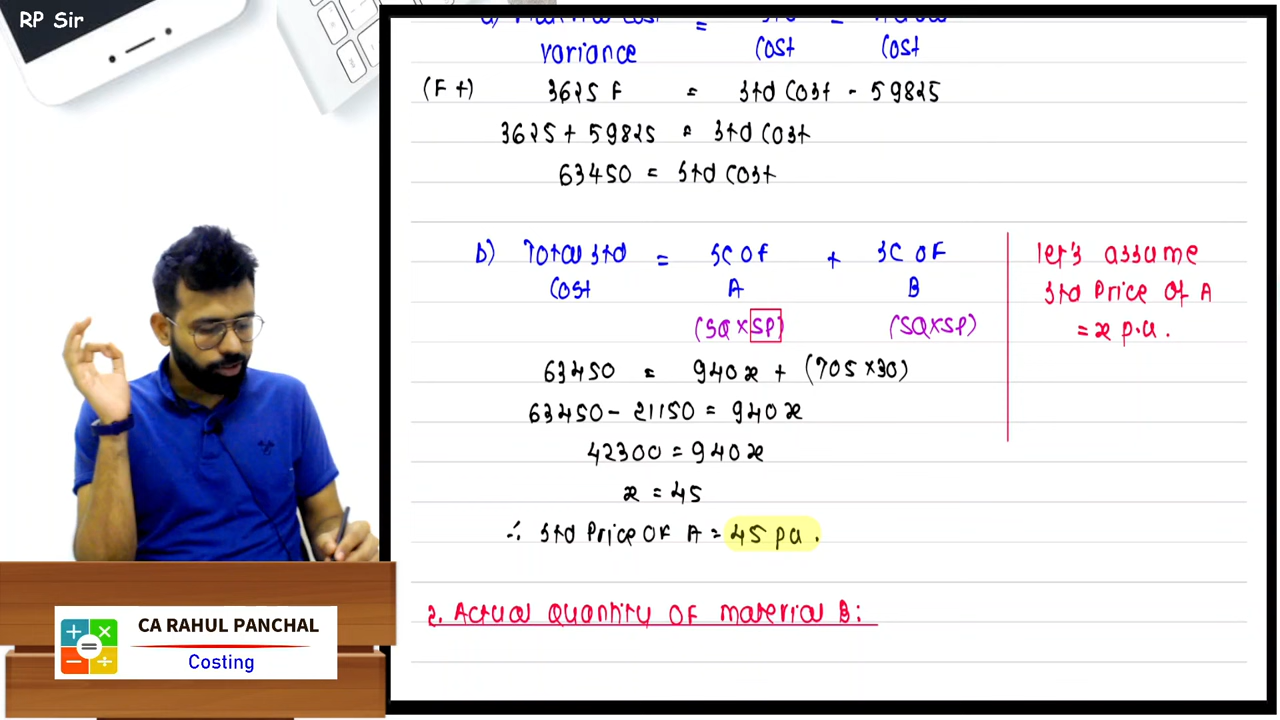 RP Sir
variance = Cost Cost
(F+) 3625 F = Std Cost - 59825
3625 + 59825 = Std Cost
63450 = Std Cost
b) Total Std = SC OF + SC OF
Cost A B
(SQ x SP) (SQ x SP)
63450 = 940x + (705 x 30)
63450 - 21150 = 940x
42300 = 940x
x = 45
∴ Std Price OF A = 45 pu.
let's assume
Std Price OF A
= x p.u.
2. Actual Quantity OF material B:
CA RAHUL PANCHAL
Costing